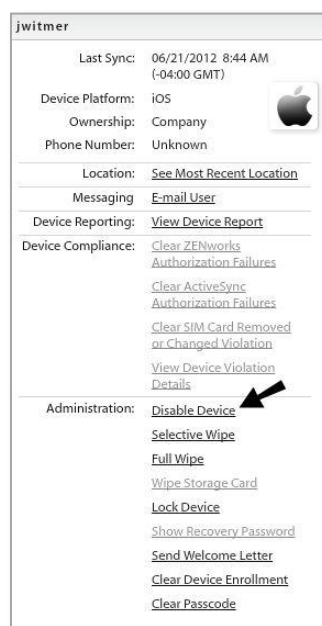 jwitmer
Last Sync: 06/21/2012 8:44 AM
(-04:00 GMT)
Device Platform: iOS
Ownership: Company
Phone Number: Unknown
Location: See Most Recent Location
Messaging E-mail User
Device Reporting: View Device Report
Device Compliance: Clear ZENworks
Authorization Failures
Clear ActiveSync
Authorization Failures
Clear SIM Card Removed
or Changed Violation
View Device Violation
Details
Administration: Disable Device
Selective Wipe
Full Wipe
Wipe Storage Card
Lock Device
Show Recovery Password
Send Welcome Letter
Clear Device Enrollment
Clear Passcode